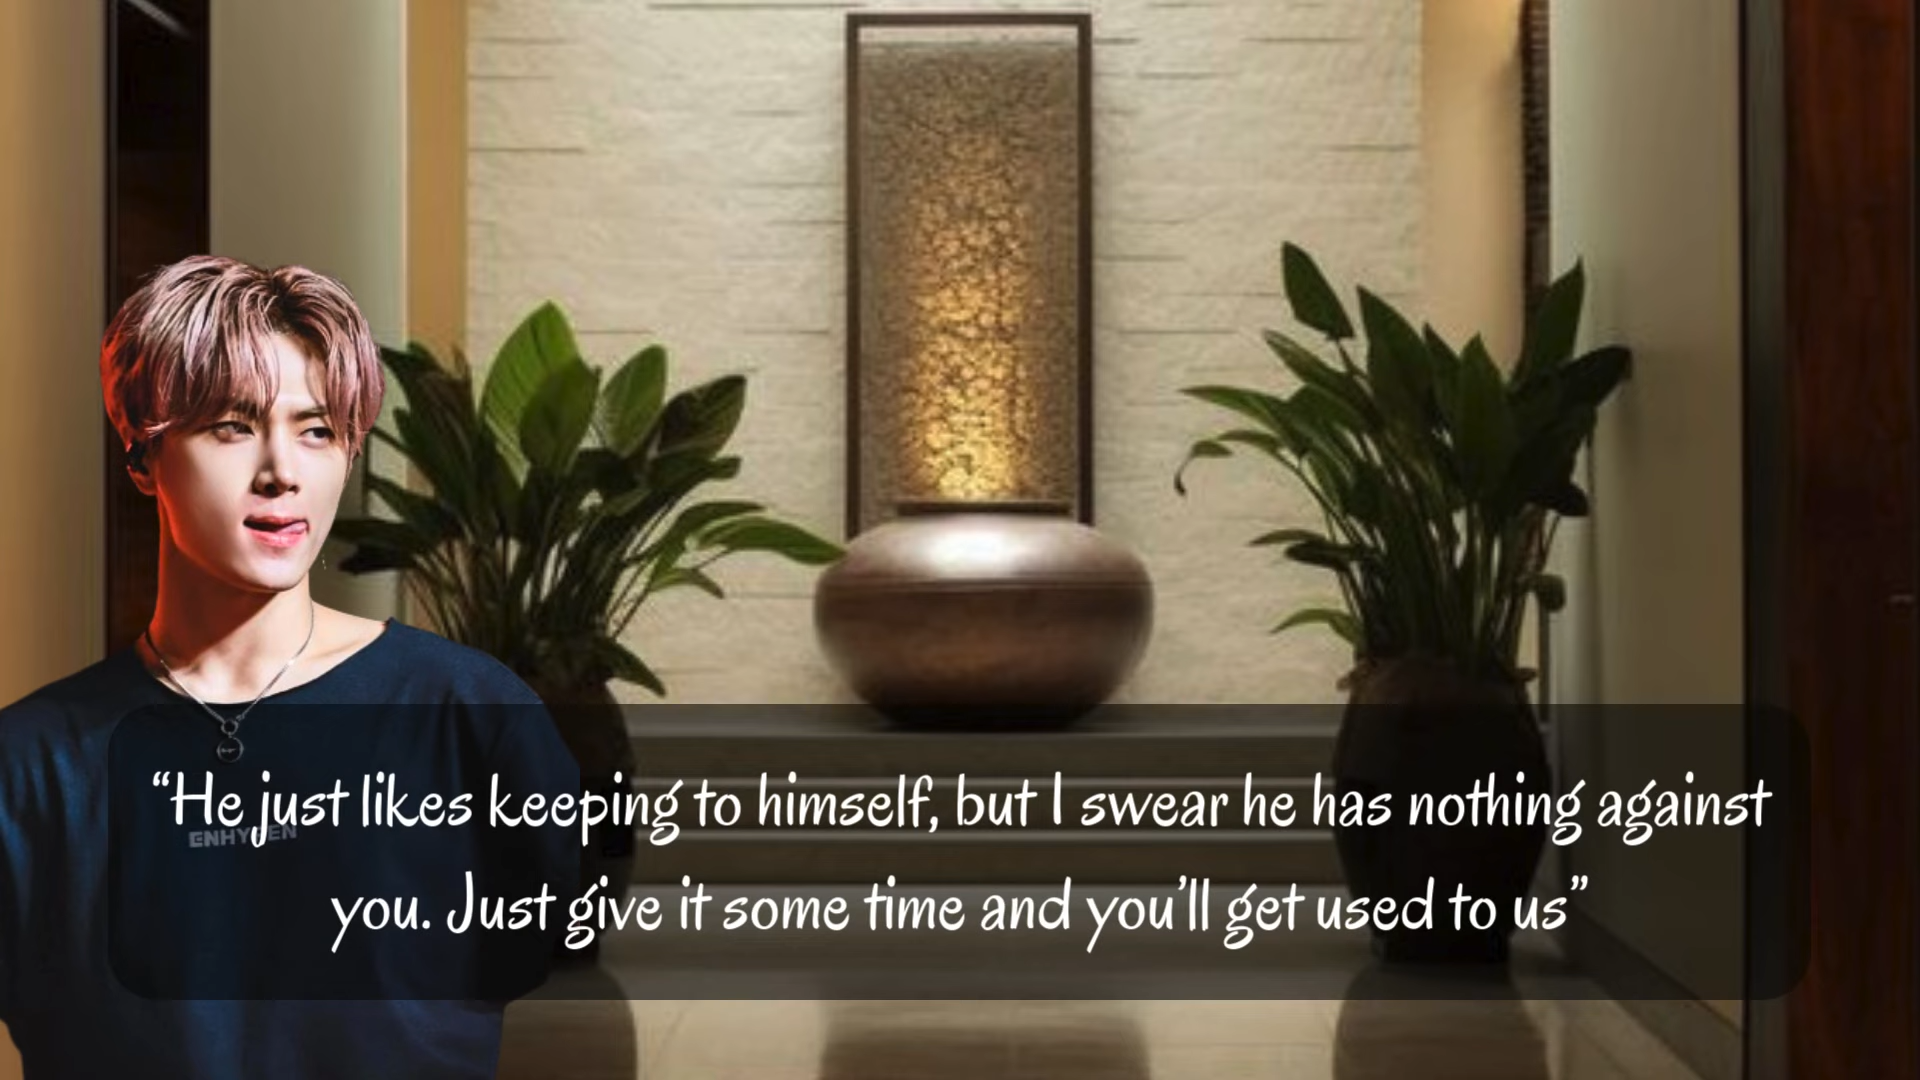 “He just likes keeping to himself, but I swear he has nothing against
you. Just give it some time and you’ll get used to us”
ENHYPEN